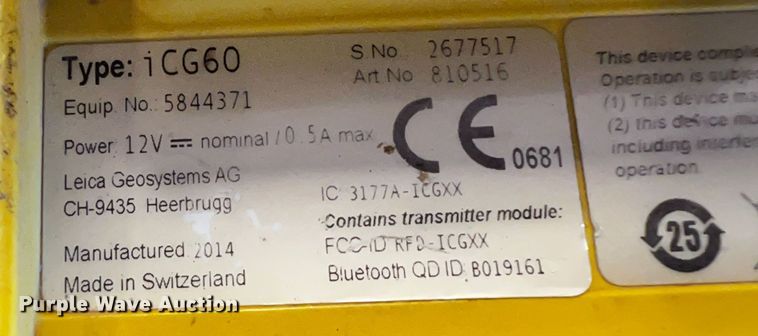 Type: iCG60
S.No. 2677517
Art.No. 810516
Equip. No.: 5844371
Power: 12V nominal / 0.5A max.
CE 0681
Leica Geosystems AG
CH-9435 Heerbrugg
IC 3177A-ICGXX
Contains transmitter module:
FCC-ID RFD-ICGXX
Bluetooth QD ID: B019161
Manufactured: 2014
Made in Switzerland
This device complie
Operation is subje
(1) This device ma
(2) this device mu
including interfer
operation.
25
Purple Wave Auction